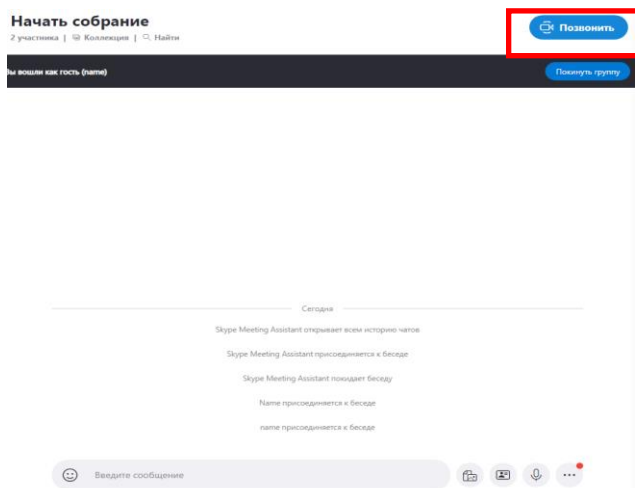 Начать собрание
Позвонить
2 участника | Коллекция | Найти
Вы вошли как гость (name)
Покинуть группу
Сегодня
Skype Meeting Assistant открывает всем историю чатов
Skype Meeting Assistant присоединяется к беседе
Skype Meeting Assistant покидает беседу
Name присоединяется к беседе
name присоединяется к беседе
Введите сообщение